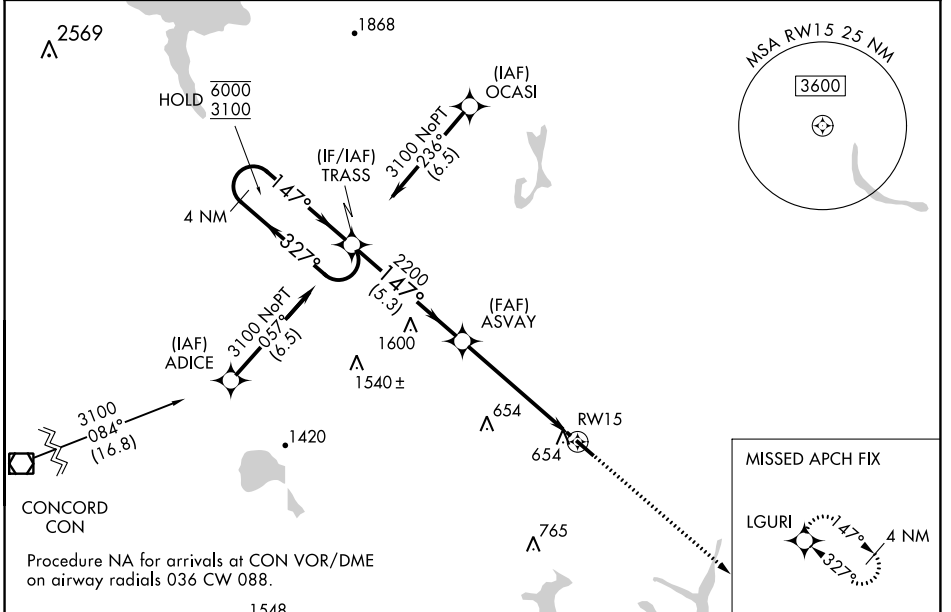 2569
1868
MSA RW15 25 NM
3600
HOLD 6000
3100
(IAF)
OCASI
3100 NoPT
236°
(6.5)
(IF/IAF)
TRASS
4 NM
147°
327°
2200
147°
(5.3)
(FAF)
ASVAY
3100 NoPT
057°
(6.5)
(IAF)
ADICE
1600
1540 ±
3100
084°
(16.8)
1420
654
RW15
654
CONCORD
CON
765
Procedure NA for arrivals at CON VOR/DME
on airway radials 036 CW 088.
1548
MISSED APCH FIX
LGURI
147°
4 NM
327°